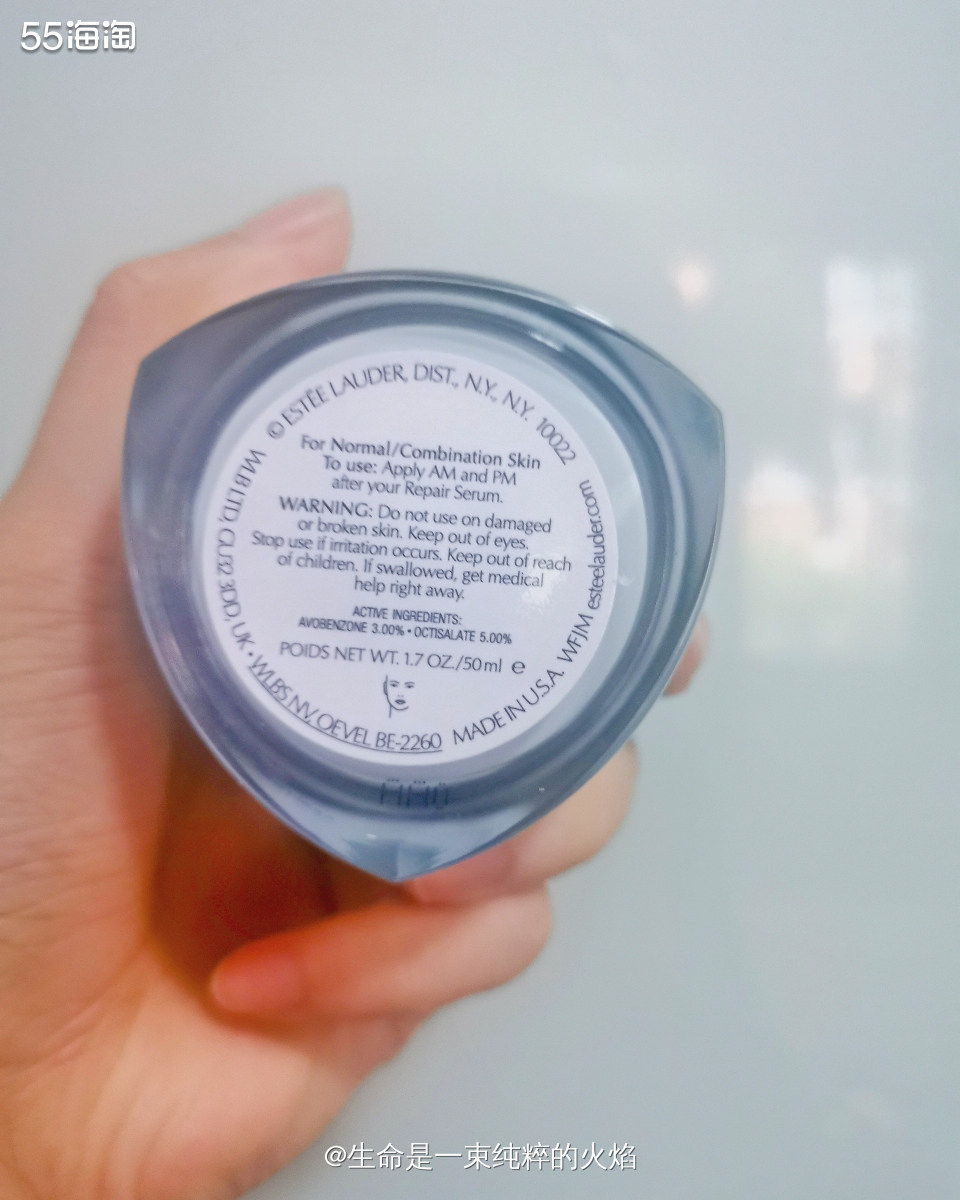 55海淘
© ESTĒE LAUDER, DIST., N.Y., N.Y. 10022
For Normal/Combination Skin
To use: Apply AM and PM
after your Repair Serum.
WARNING: Do not use on damaged
or broken skin. Keep out of eyes.
Stop use if irritation occurs. Keep out of reach
of children. If swallowed, get medical
help right away.
ACTIVE INGREDIENTS:
AVOBENZONE 3.00% • OCTISALATE 5.00%
POIDS NET WT. 1.7 OZ./50 ml e
WLB LTD, GU32 3DD, UK • WLBS NV, OEVEL BE-2260
MADE IN U.S.A. WFJM esteelauder.com
@生命是一束纯粹的火焰